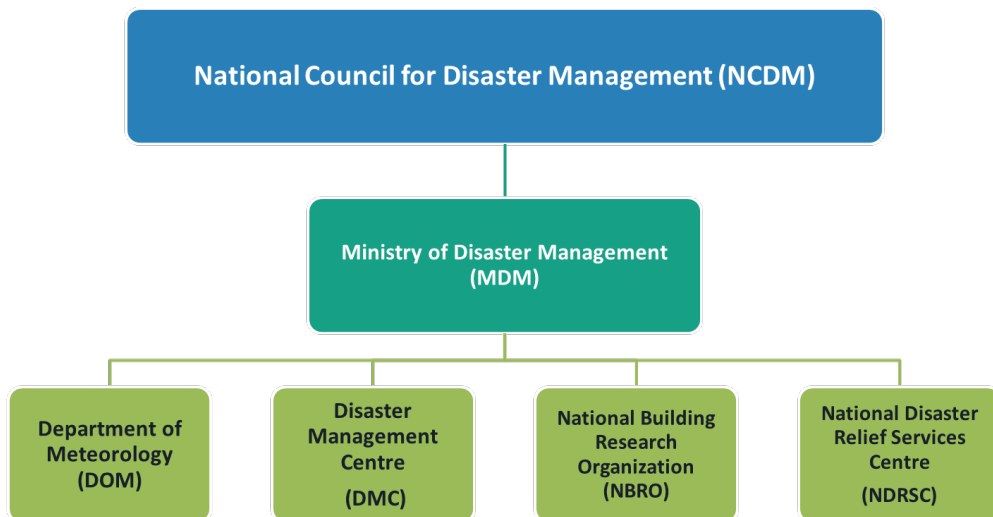 National Council for Disaster Management (NCDM)
Ministry of Disaster Management
(MDM)
Department of
Meteorology
(DOM)
Disaster
Management
Centre
(DMC)
National Building
Research
Organization
(NBRO)
National Disaster
Relief Services
Centre
(NDRSC)